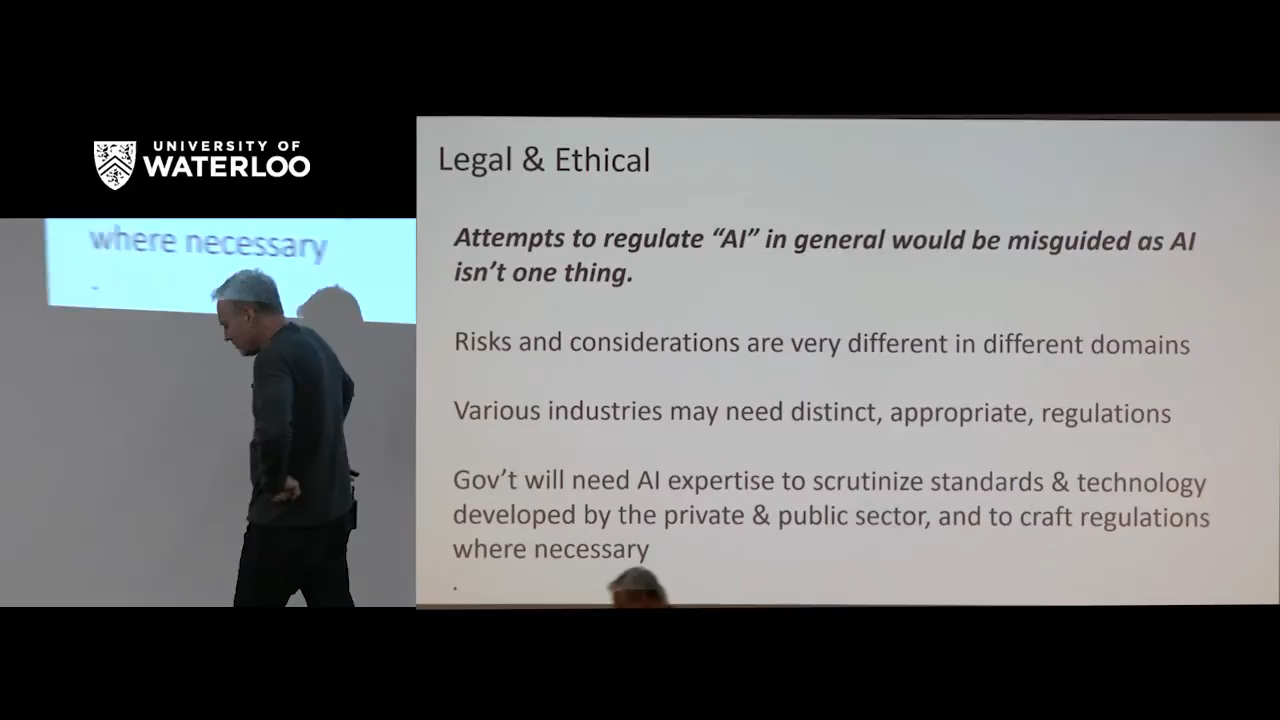 UNIVERSITY OF
WATERLOO
where necessary
Legal & Ethical
Attempts to regulate “AI” in general would be misguided as AI
isn’t one thing.
Risks and considerations are very different in different domains
Various industries may need distinct, appropriate, regulations
Gov’t will need AI expertise to scrutinize standards & technology
developed by the private & public sector, and to craft regulations
where necessary
.